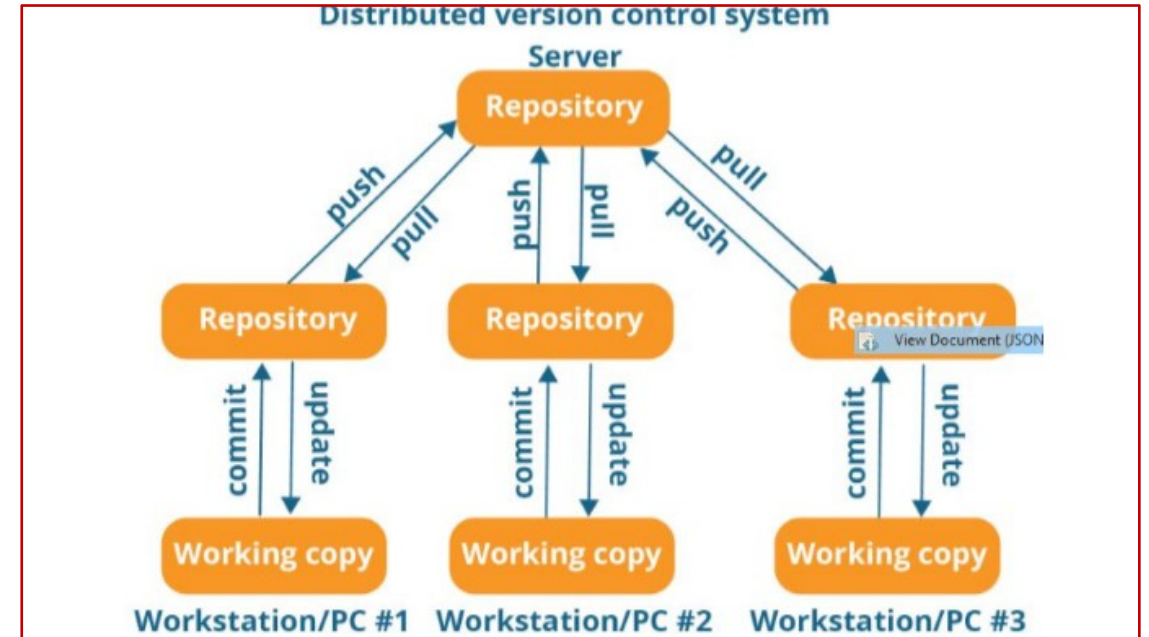 Distributed version control system
Server
Repository
push
pull
push
pull
push
pull
Repository
Repository
Repository
View Document (JSON
commit
update
commit
update
commit
update
Working copy
Working copy
Working copy
Workstation/PC #1
Workstation/PC #2
Workstation/PC #3